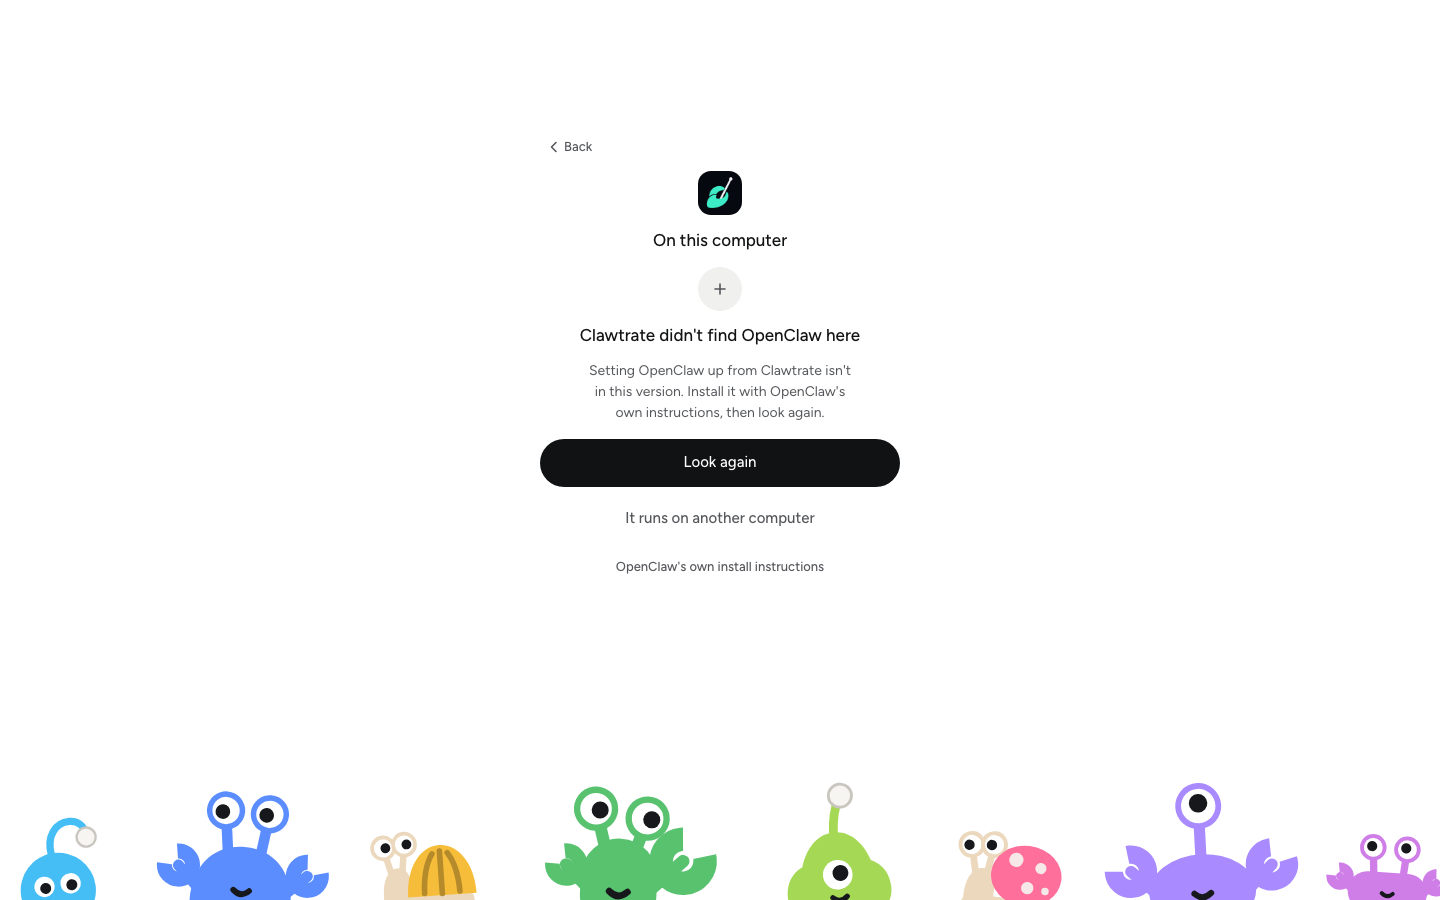 Back
On this computer
Clawtrate didn't find OpenClaw here
Setting OpenClaw up from Clawtrate isn't
in this version. Install it with OpenClaw's
own instructions, then look again.
Look again
It runs on another computer
OpenClaw's own install instructions